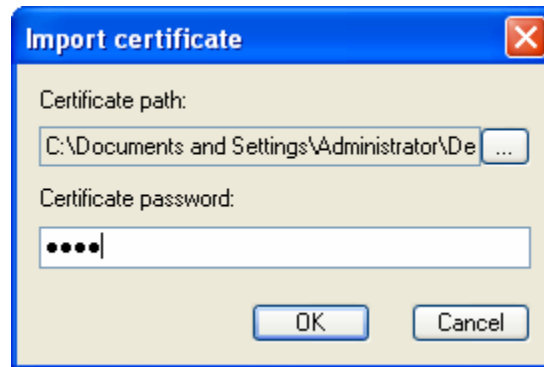 Import certificate
Certificate path:
C:\Documents and Settings\Administrator\De ...
Certificate password:
●●●●
OK Cancel